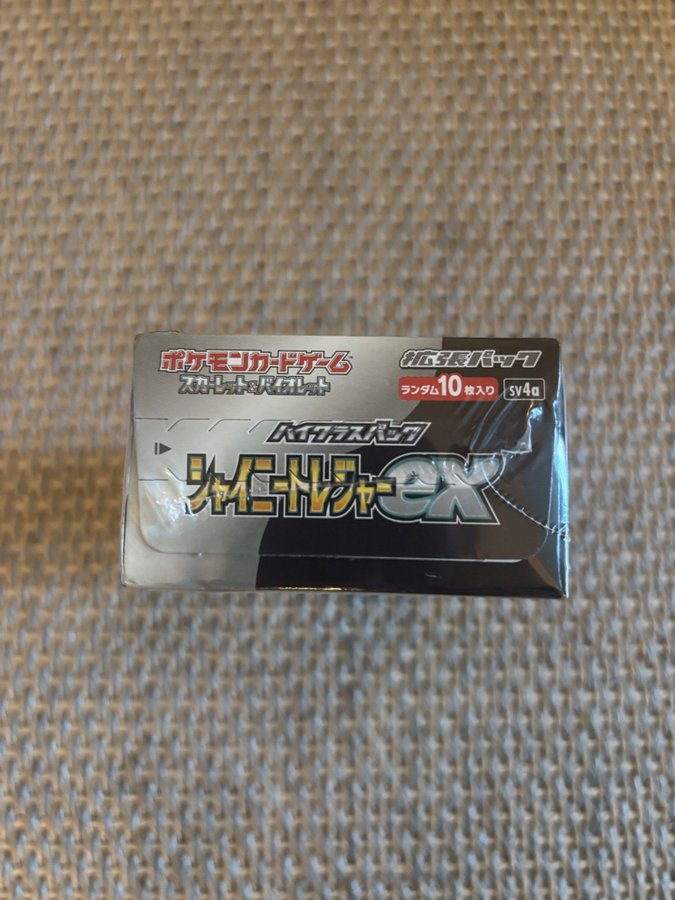 ポケモンカードゲーム 拡張パック
スカーレット&バイオレット ランダム10枚入り sv4a
ハイクラスパック
シャイニートレジャーex